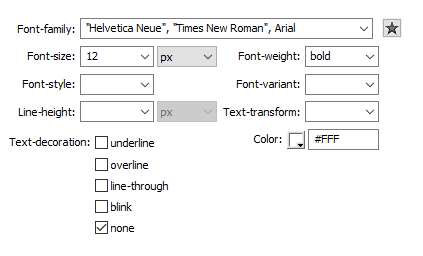 Font-family: "Helvetica Neue", "Times New Roman", Arial
Font-size: 12 px Font-weight: bold
Font-style: Font-variant:
Line-height: px Text-transform:
Text-decoration: underline Color: #FFF
overline
line-through
blink
none